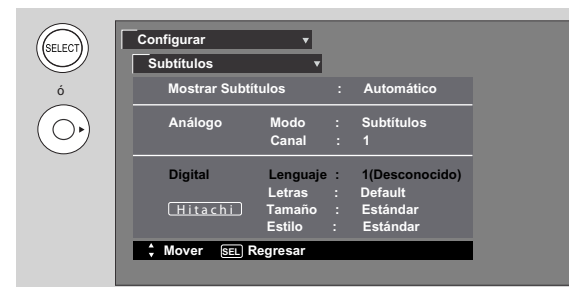 SELECT
ó
Configurar
Subtítulos
Mostrar Subtítulos : Automático
Análogo Modo : Subtítulos
Canal : 1
Digital Lenguaje : 1(Desconocido)
Letras : Default
Hitachi Tamaño : Estándar
Estilo : Estándar
Mover SEL Regresar